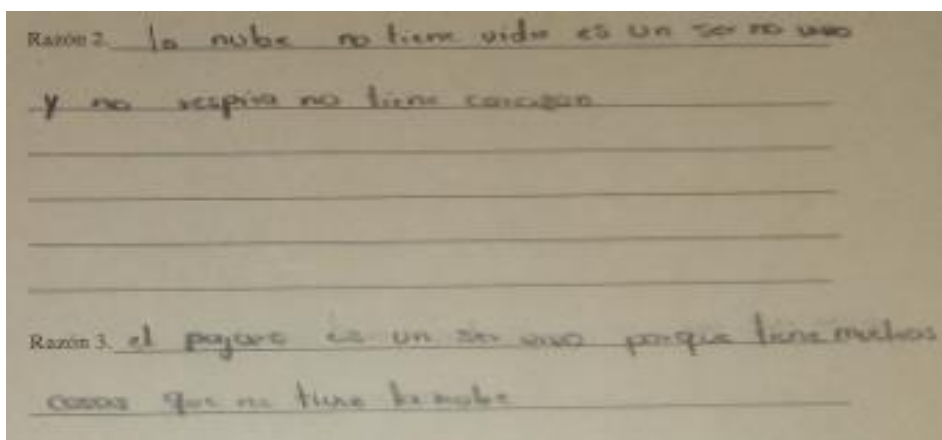 Razón 2. la nube no tiene vida es un ser no vivo
y no respira no tiene corazon
Razón 3. el pajaro es un ser vivo porque tiene muchas
cosas que no tiene la nube